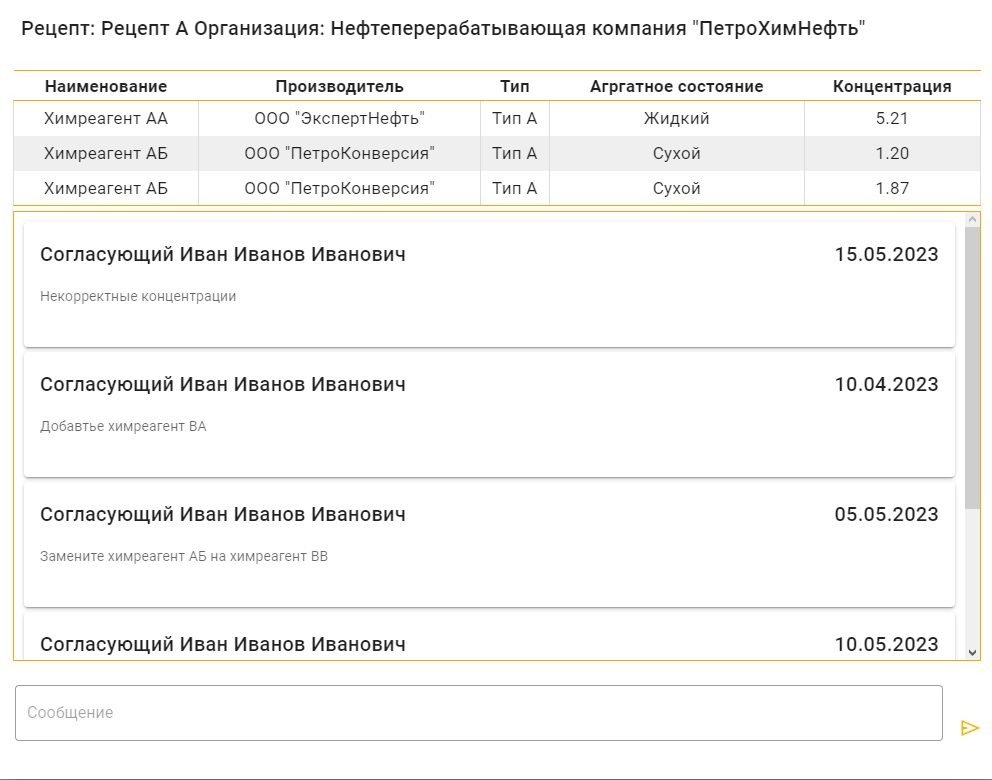 Рецепт: Рецепт А Организация: Нефтеперерабатывающая компания "ПетроХимНефть"
Наименование Производитель Тип Агргатное состояние Концентрация
Химреагент АА ООО "ЭкспертНефть" Тип А Жидкий 5.21
Химреагент АБ ООО "ПетроКонверсия" Тип А Сухой 1.20
Химреагент АБ ООО "ПетроКонверсия" Тип А Сухой 1.87
Согласующий Иван Иванов Иванович 15.05.2023
Некорректные концентрации
Согласующий Иван Иванов Иванович 10.04.2023
Добавтье химреагент ВА
Согласующий Иван Иванов Иванович 05.05.2023
Замените химреагент АБ на химреагент ВВ
Согласующий Иван Иванов Иванович 10.05.2023
Сообщение